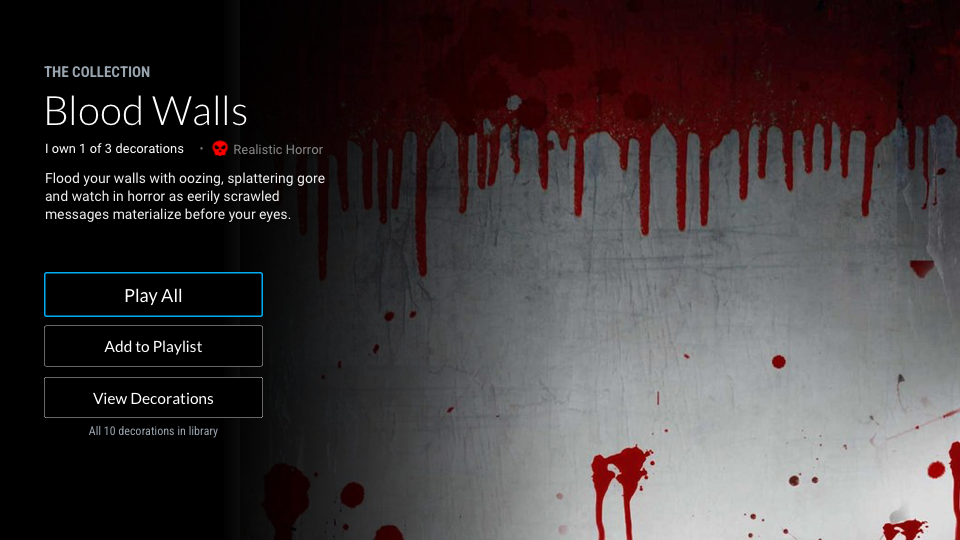 THE COLLECTION
Blood Walls
I own 1 of 3 decorations • Realistic Horror
Flood your walls with oozing, splattering gore
and watch in horror as eerily scrawled
messages materialize before your eyes.
Play All
Add to Playlist
View Decorations
All 10 decorations in library